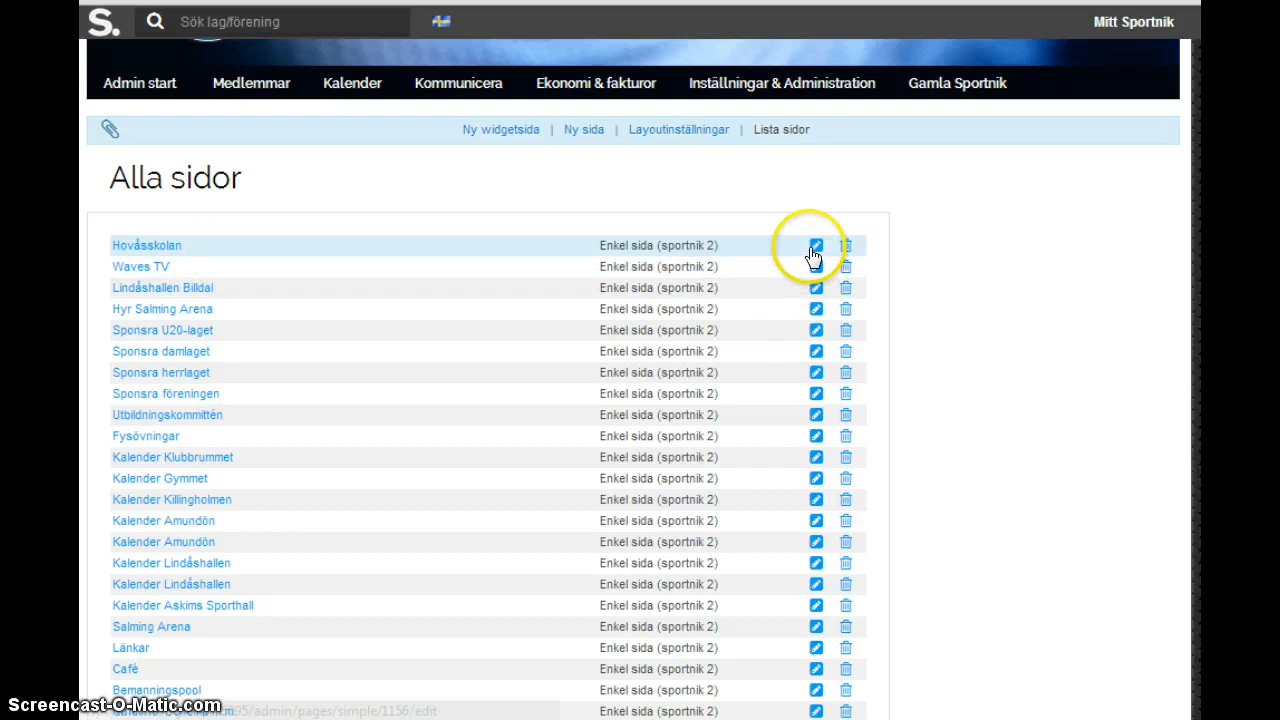 S. Sök lag/förening Mitt Sportnik
Admin start Medlemmar Kalender Kommunicera Ekonomi & fakturor Inställningar & Administration Gamla Sportnik
Ny widgetsida | Ny sida | Layoutinställningar | Lista sidor
Alla sidor
Hovåsskolan Enkel sida (sportnik 2)
Waves TV Enkel sida (sportnik 2)
Lindåshallen Billdal Enkel sida (sportnik 2)
Hyr Salming Arena Enkel sida (sportnik 2)
Sponsra U20-laget Enkel sida (sportnik 2)
Sponsra damlaget Enkel sida (sportnik 2)
Sponsra herrlaget Enkel sida (sportnik 2)
Sponsra föreningen Enkel sida (sportnik 2)
Utbildningskommittén Enkel sida (sportnik 2)
Fysövningar Enkel sida (sportnik 2)
Kalender Klubbrummet Enkel sida (sportnik 2)
Kalender Gymmet Enkel sida (sportnik 2)
Kalender Killingholmen Enkel sida (sportnik 2)
Kalender Amundön Enkel sida (sportnik 2)
Kalender Amundön Enkel sida (sportnik 2)
Kalender Lindåshallen Enkel sida (sportnik 2)
Kalender Lindåshallen Enkel sida (sportnik 2)
Kalender Askims Sporthall Enkel sida (sportnik 2)
Salming Arena Enkel sida (sportnik 2)
Länkar Enkel sida (sportnik 2)
Café Enkel sida (sportnik 2)
Bemanningspool Enkel sida (sportnik 2)
Screencast-O-Matic.com 95/admin/pages/simple/1156/edit Enkel sida (sportnik 2)